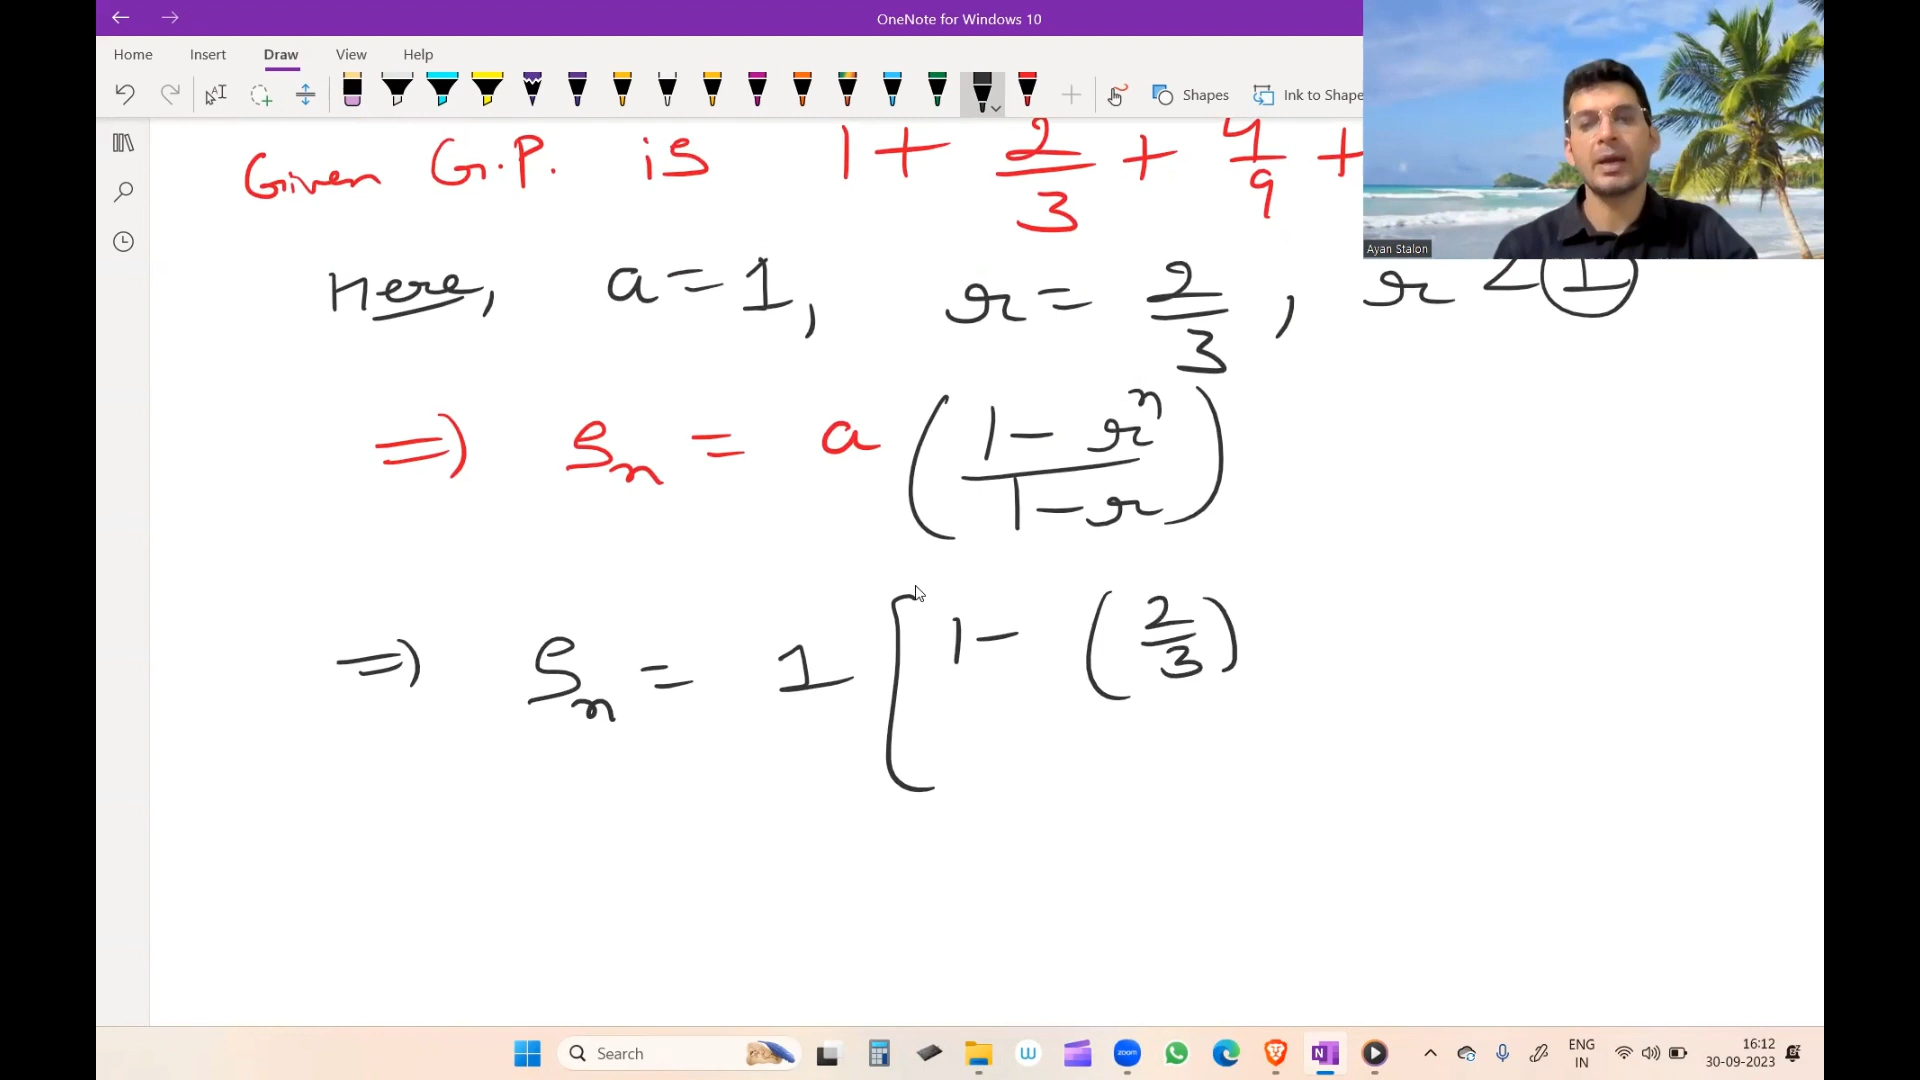 OneNote for Windows 10
Home Insert Draw View Help
Shapes Ink to Shape
Given G.P. is 1 + 2/3 + 4/9 +
Ayan Stalon
Here, a = 1, r = 2/3, r < 1
=> Sn = a ( (1 - r^n) / (1 - r) )
=> Sn = 1 [ 1 - (2/3)
Search
zoom
ENG
IN
16:12
30-09-2023